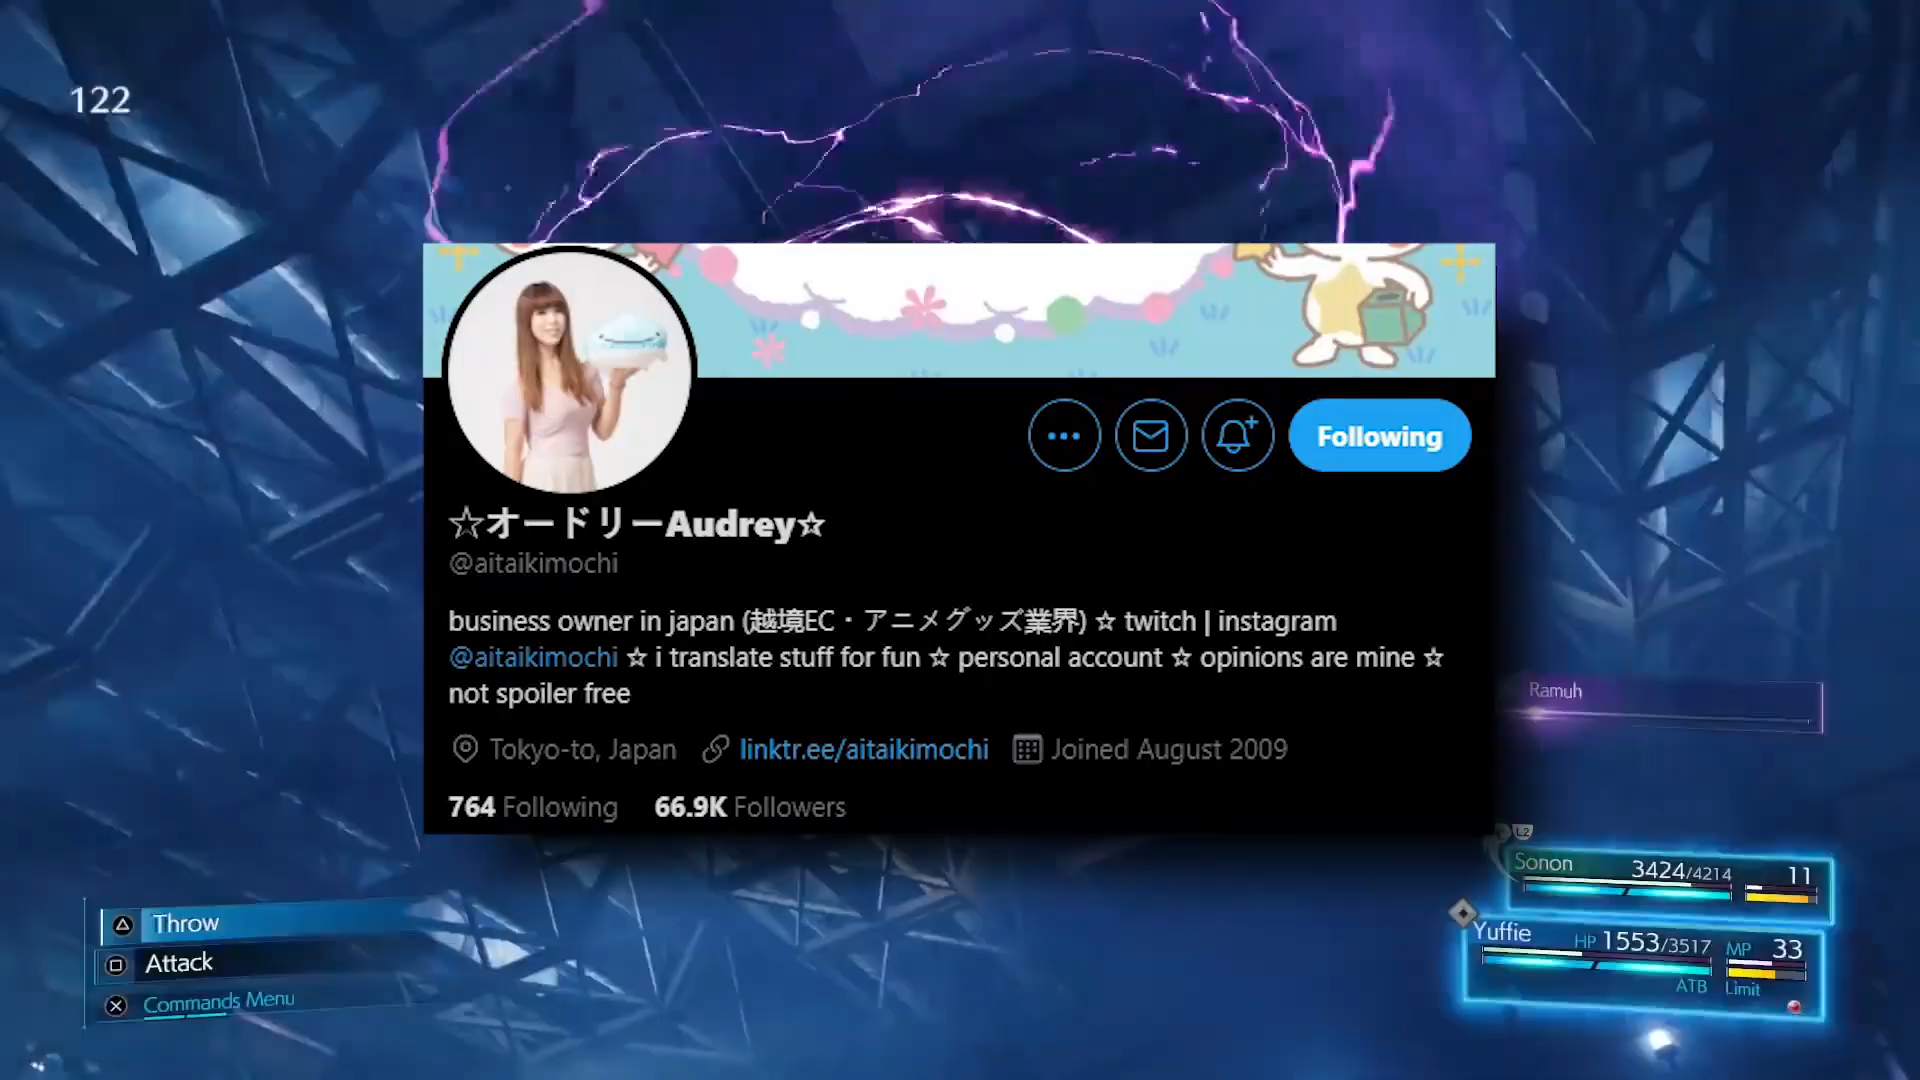 122
Following
☆オードリーAudrey☆
@aitaikimochi
business owner in japan (越境EC・アニメグッズ業界) ☆ twitch | instagram
@aitaikimochi ☆ i translate stuff for fun ☆ personal account ☆ opinions are mine ☆
not spoiler free
Tokyo-to, Japan linktr.ee/aitaikimochi Joined August 2009
764 Following 66.9K Followers
Ramuh
L2
Sonon 3424/4214 11
Yuffie HP 1553/3517 MP 33
ATB Limit
Throw
Attack
Commands Menu